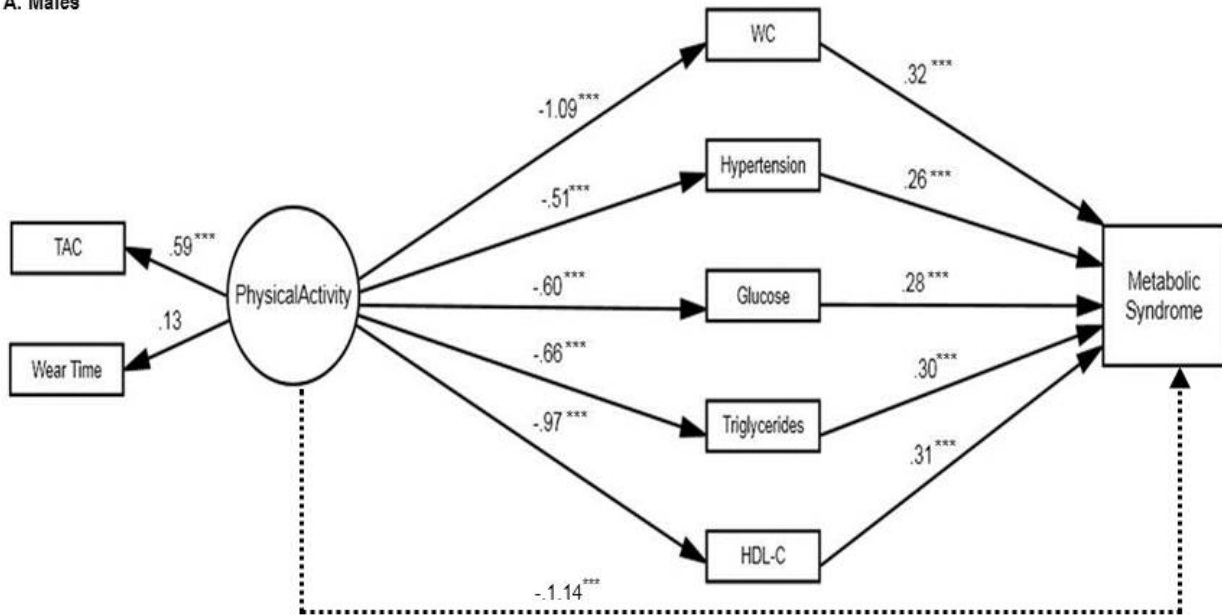 A. Males
WC
.32 ***
-1.09***
Hypertension
.26***
-.51***
TAC
.59***
PhysicalActivity
-.60***
Glucose
.28***
Metabolic
Syndrome
.13
Wear Time
-.66***
.30***
-.97 ***
Triglycerides
.31***
HDL-C
-.1.14***